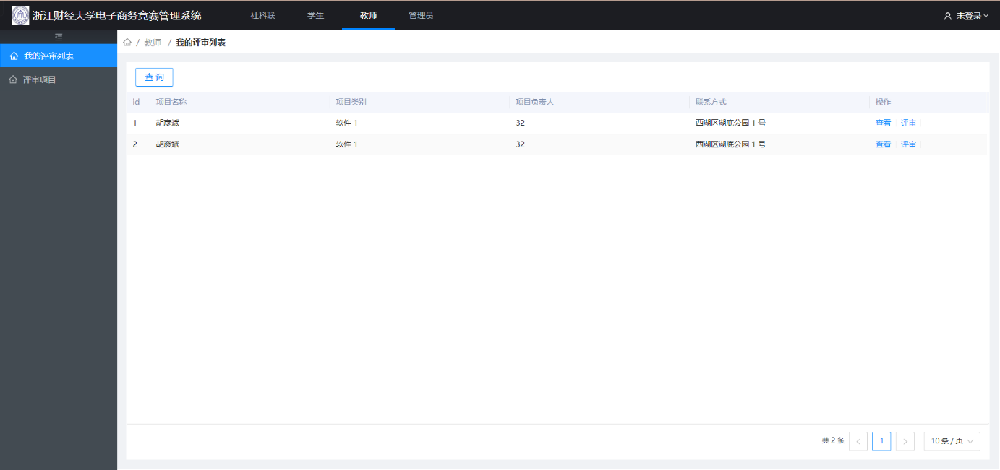 浙江财经大学电子商务竞赛管理系统 社科联 学生 教师 管理员 未登录
/ 教师 / 我的评审列表
我的评审列表
评审项目
查 询
id 项目名称 项目类别 项目负责人 联系方式 操作
1 胡彦斌 软件 1 32 西湖区湖底公园 1 号 查看 评审
2 胡彦斌 软件 1 32 西湖区湖底公园 1 号 查看 评审
共 2 条 < 1 > 10 条 / 页